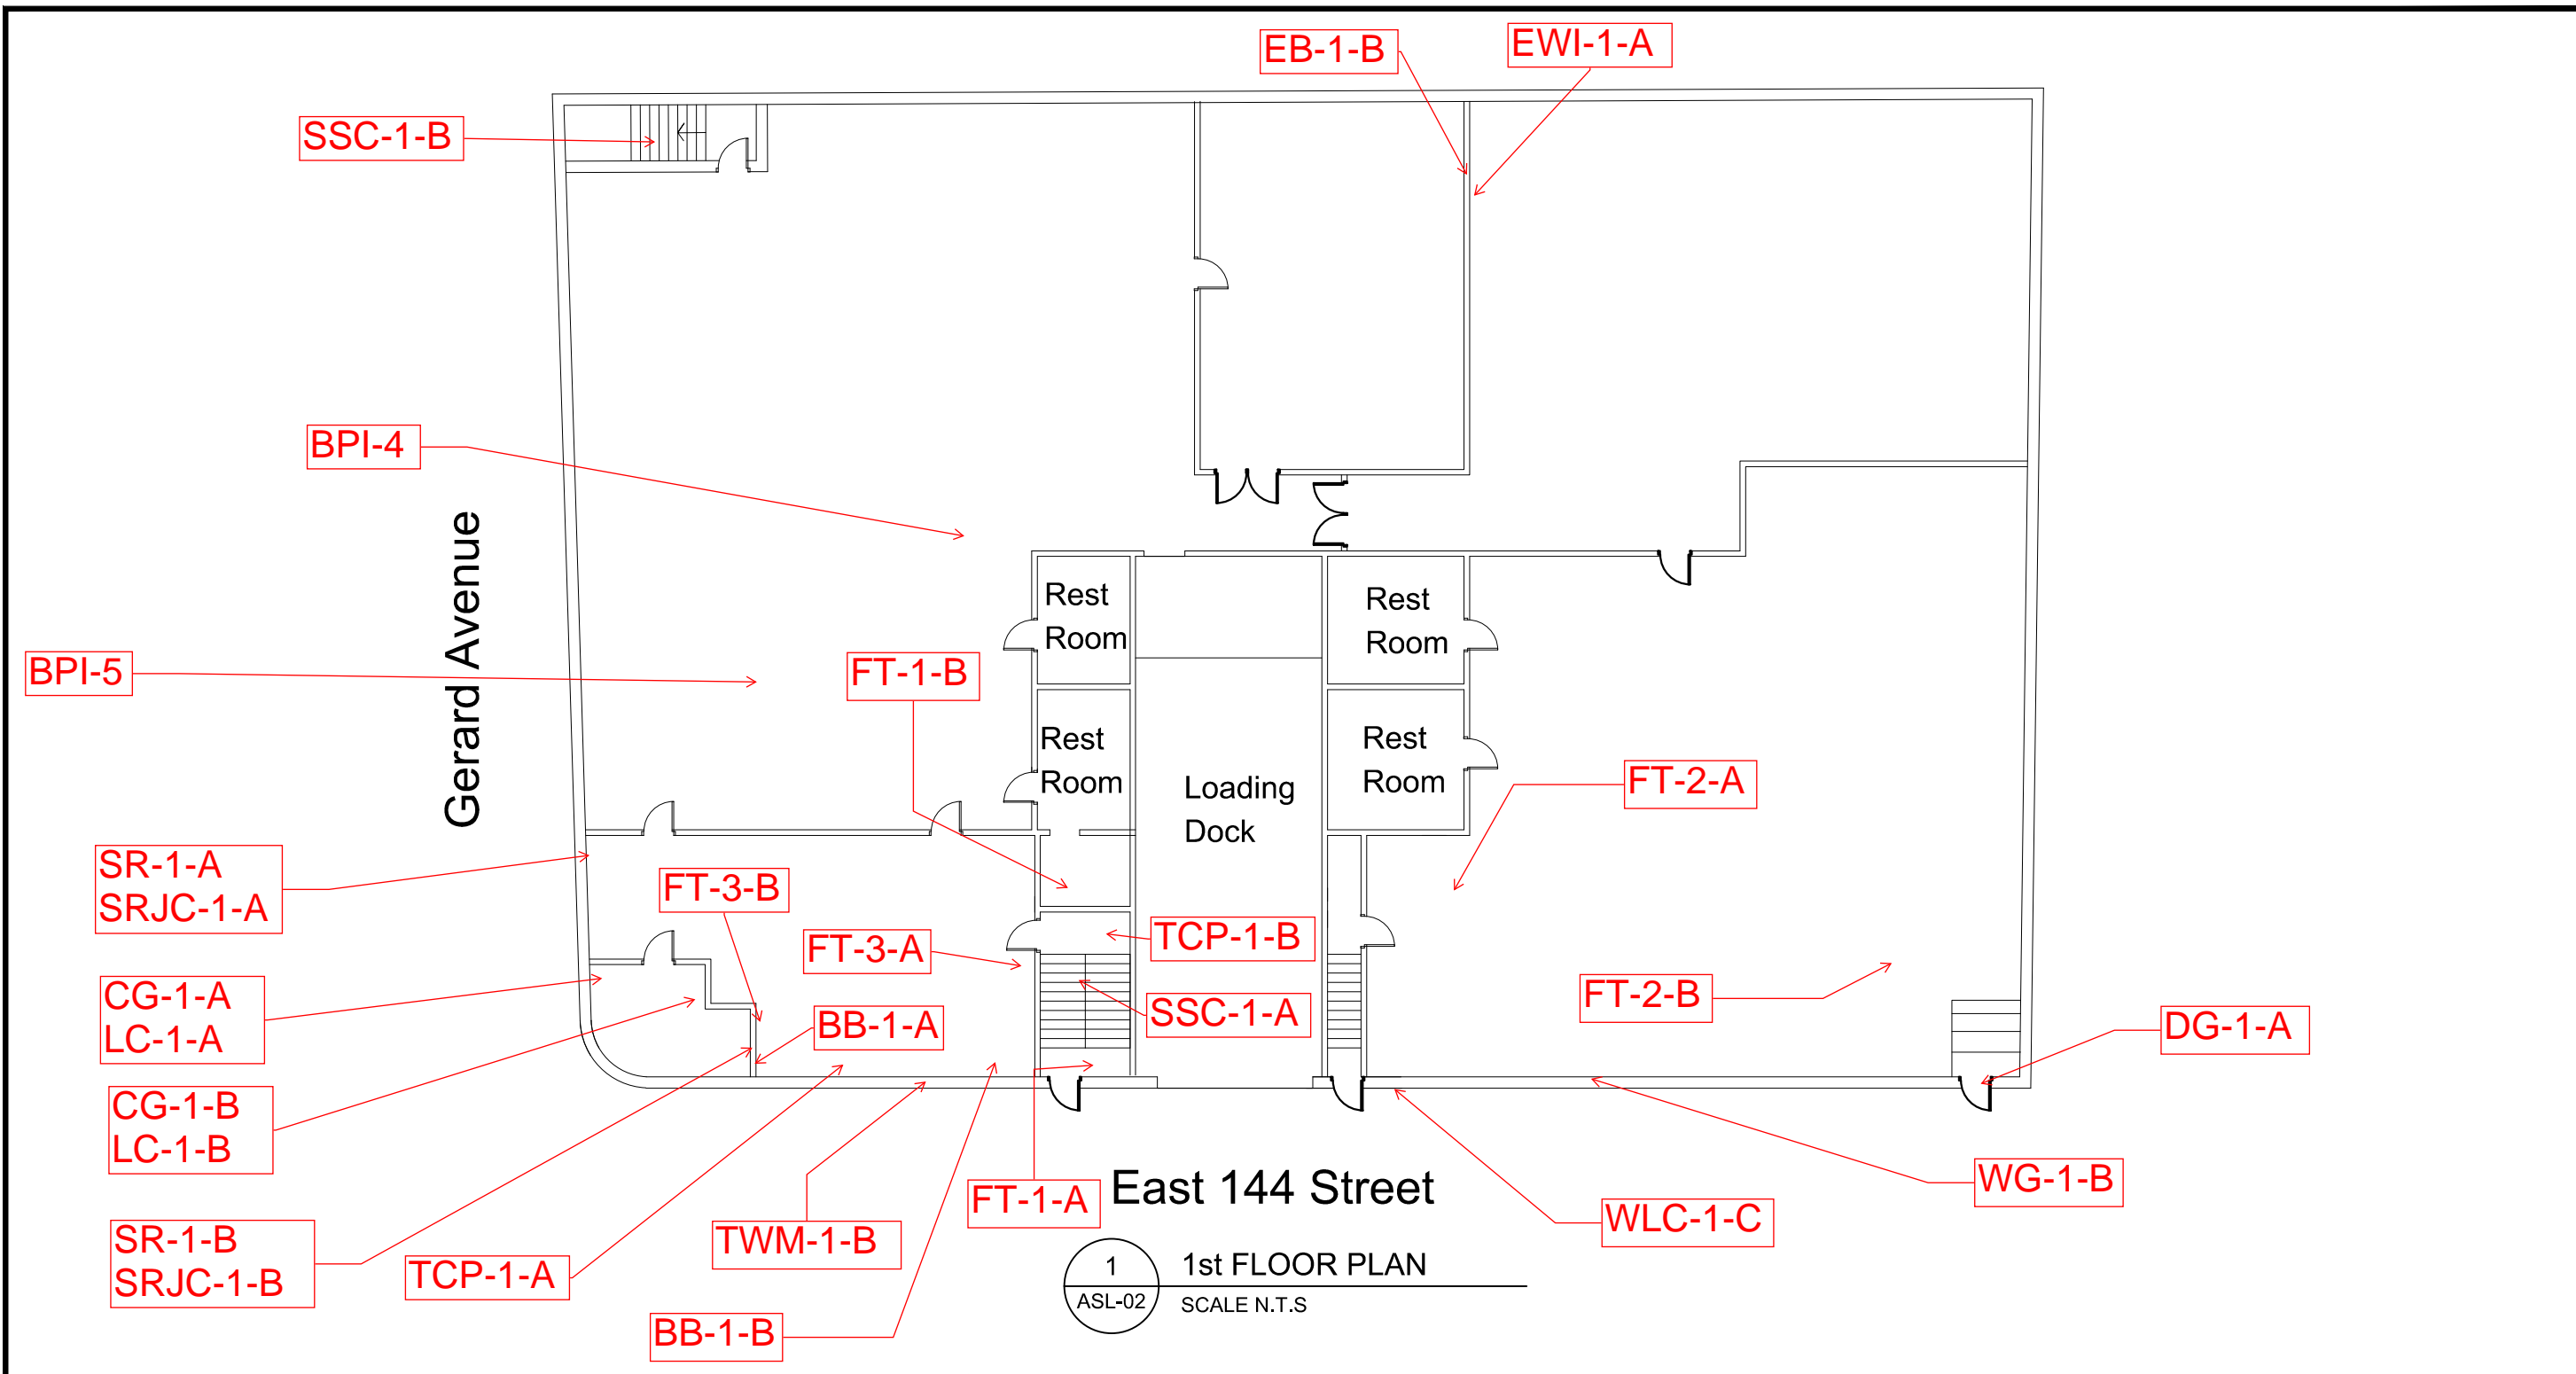 EB-1-B
EWI-1-A
SSC-1-B
BPI-4
Gerard Avenue
Rest
Room
Rest
Room
BPI-5
FT-1-B
Rest
Room
Rest
Room
Loading
Dock
FT-2-A
SR-1-A
SRJC-1-A
FT-3-B
FT-3-A
TCP-1-B
CG-1-A
LC-1-A
BB-1-A
SSC-1-A
FT-2-B
DG-1-A
CG-1-B
LC-1-B
FT-1-A
East 144 Street
WG-1-B
SR-1-B
SRJC-1-B
TCP-1-A
TWM-1-B
WLC-1-C
BB-1-B
1
ASL-02
1st FLOOR PLAN
SCALE N.T.S